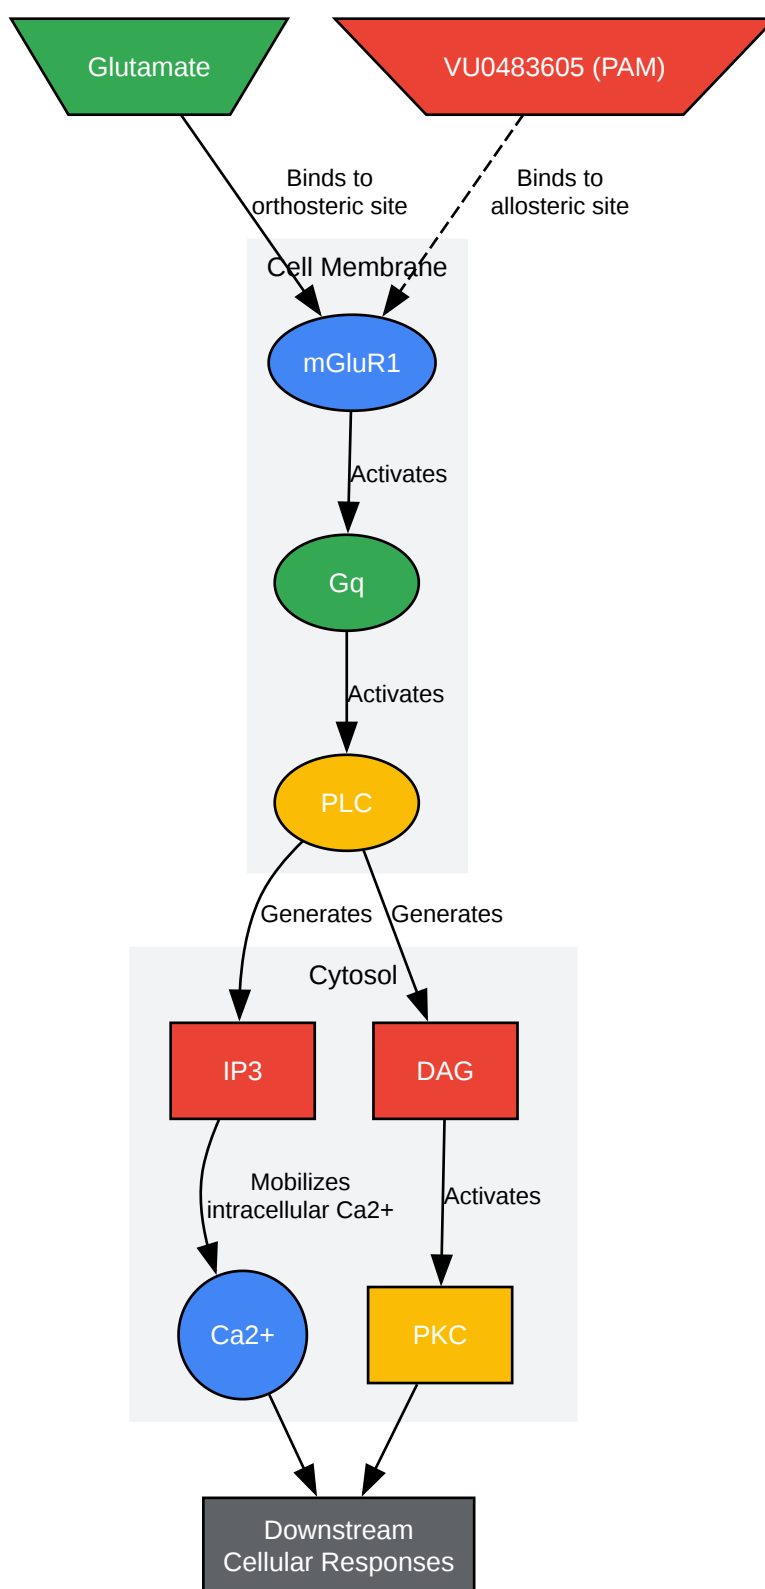 Glutamate
VU0483605 (PAM)
Binds to
orthosteric site
Binds to
allosteric site
Cell Membrane
mGluR1
Activates
Gq
Activates
PLC
Generates
Generates
Cytosol
IP3
DAG
Mobilizes
intracellular Ca2+
Activates
Ca2+
PKC
Downstream
Cellular Responses